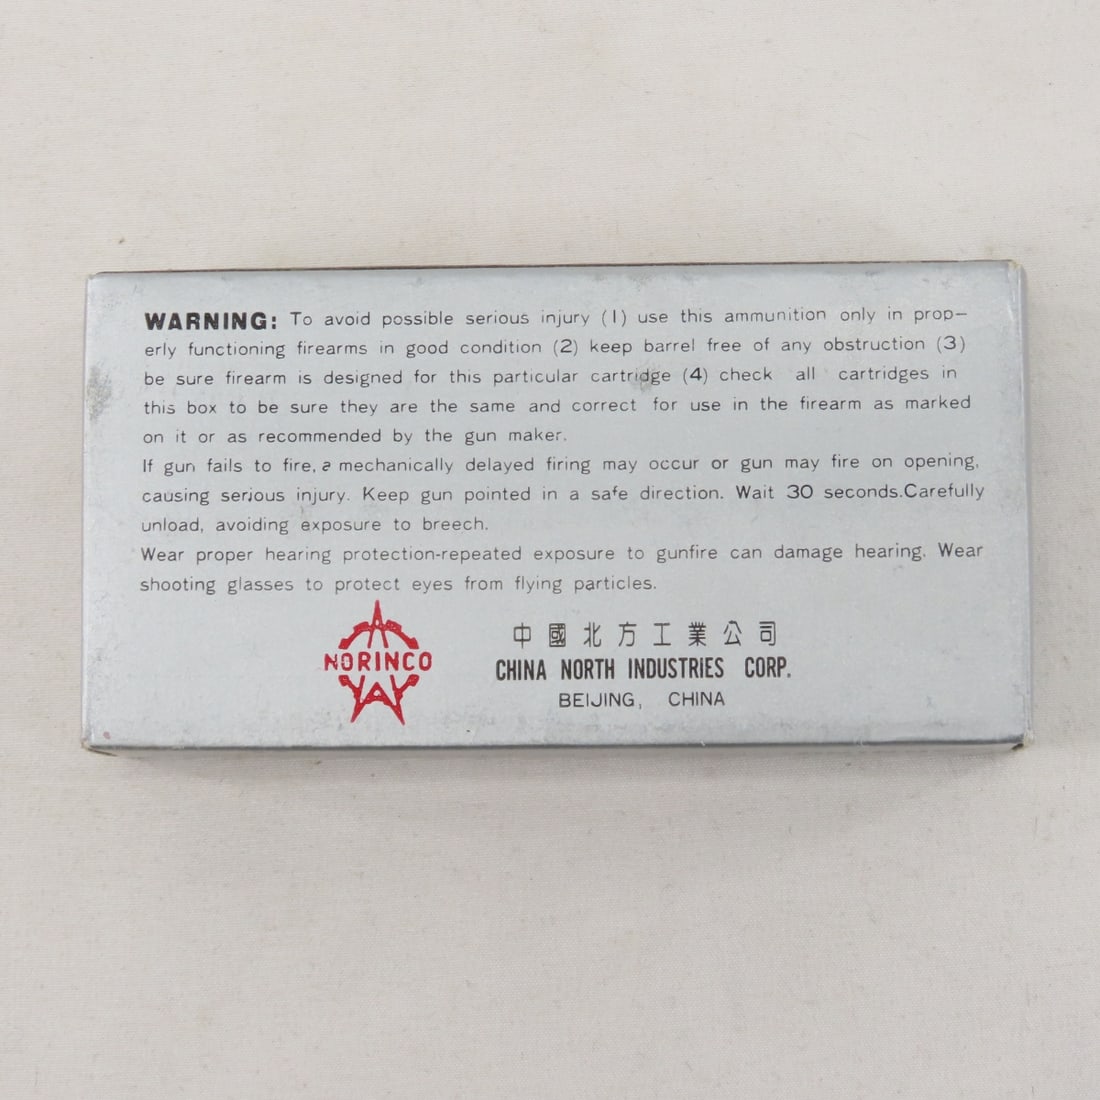 WARNING: To avoid possible serious injury (1) use this ammunition only in prop-
erly functioning firearms in good condition (2) keep barrel free of any obstruction (3)
be sure firearm is designed for this particular cartridge (4) check all cartridges in
this box to be sure they are the same and correct for use in the firearm as marked
on it or as recommended by the gun maker.
If gun fails to fire, a mechanically delayed firing may occur or gun may fire on opening,
causing serious injury. Keep gun pointed in a safe direction. Wait 30 seconds.Carefully
unload, avoiding exposure to breech.
Wear proper hearing protection-repeated exposure to gunfire can damage hearing. Wear
shooting glasses to protect eyes from flying particles.
NORINCO
中國北方工業公司
CHINA NORTH INDUSTRIES CORP.
BEIJING, CHINA